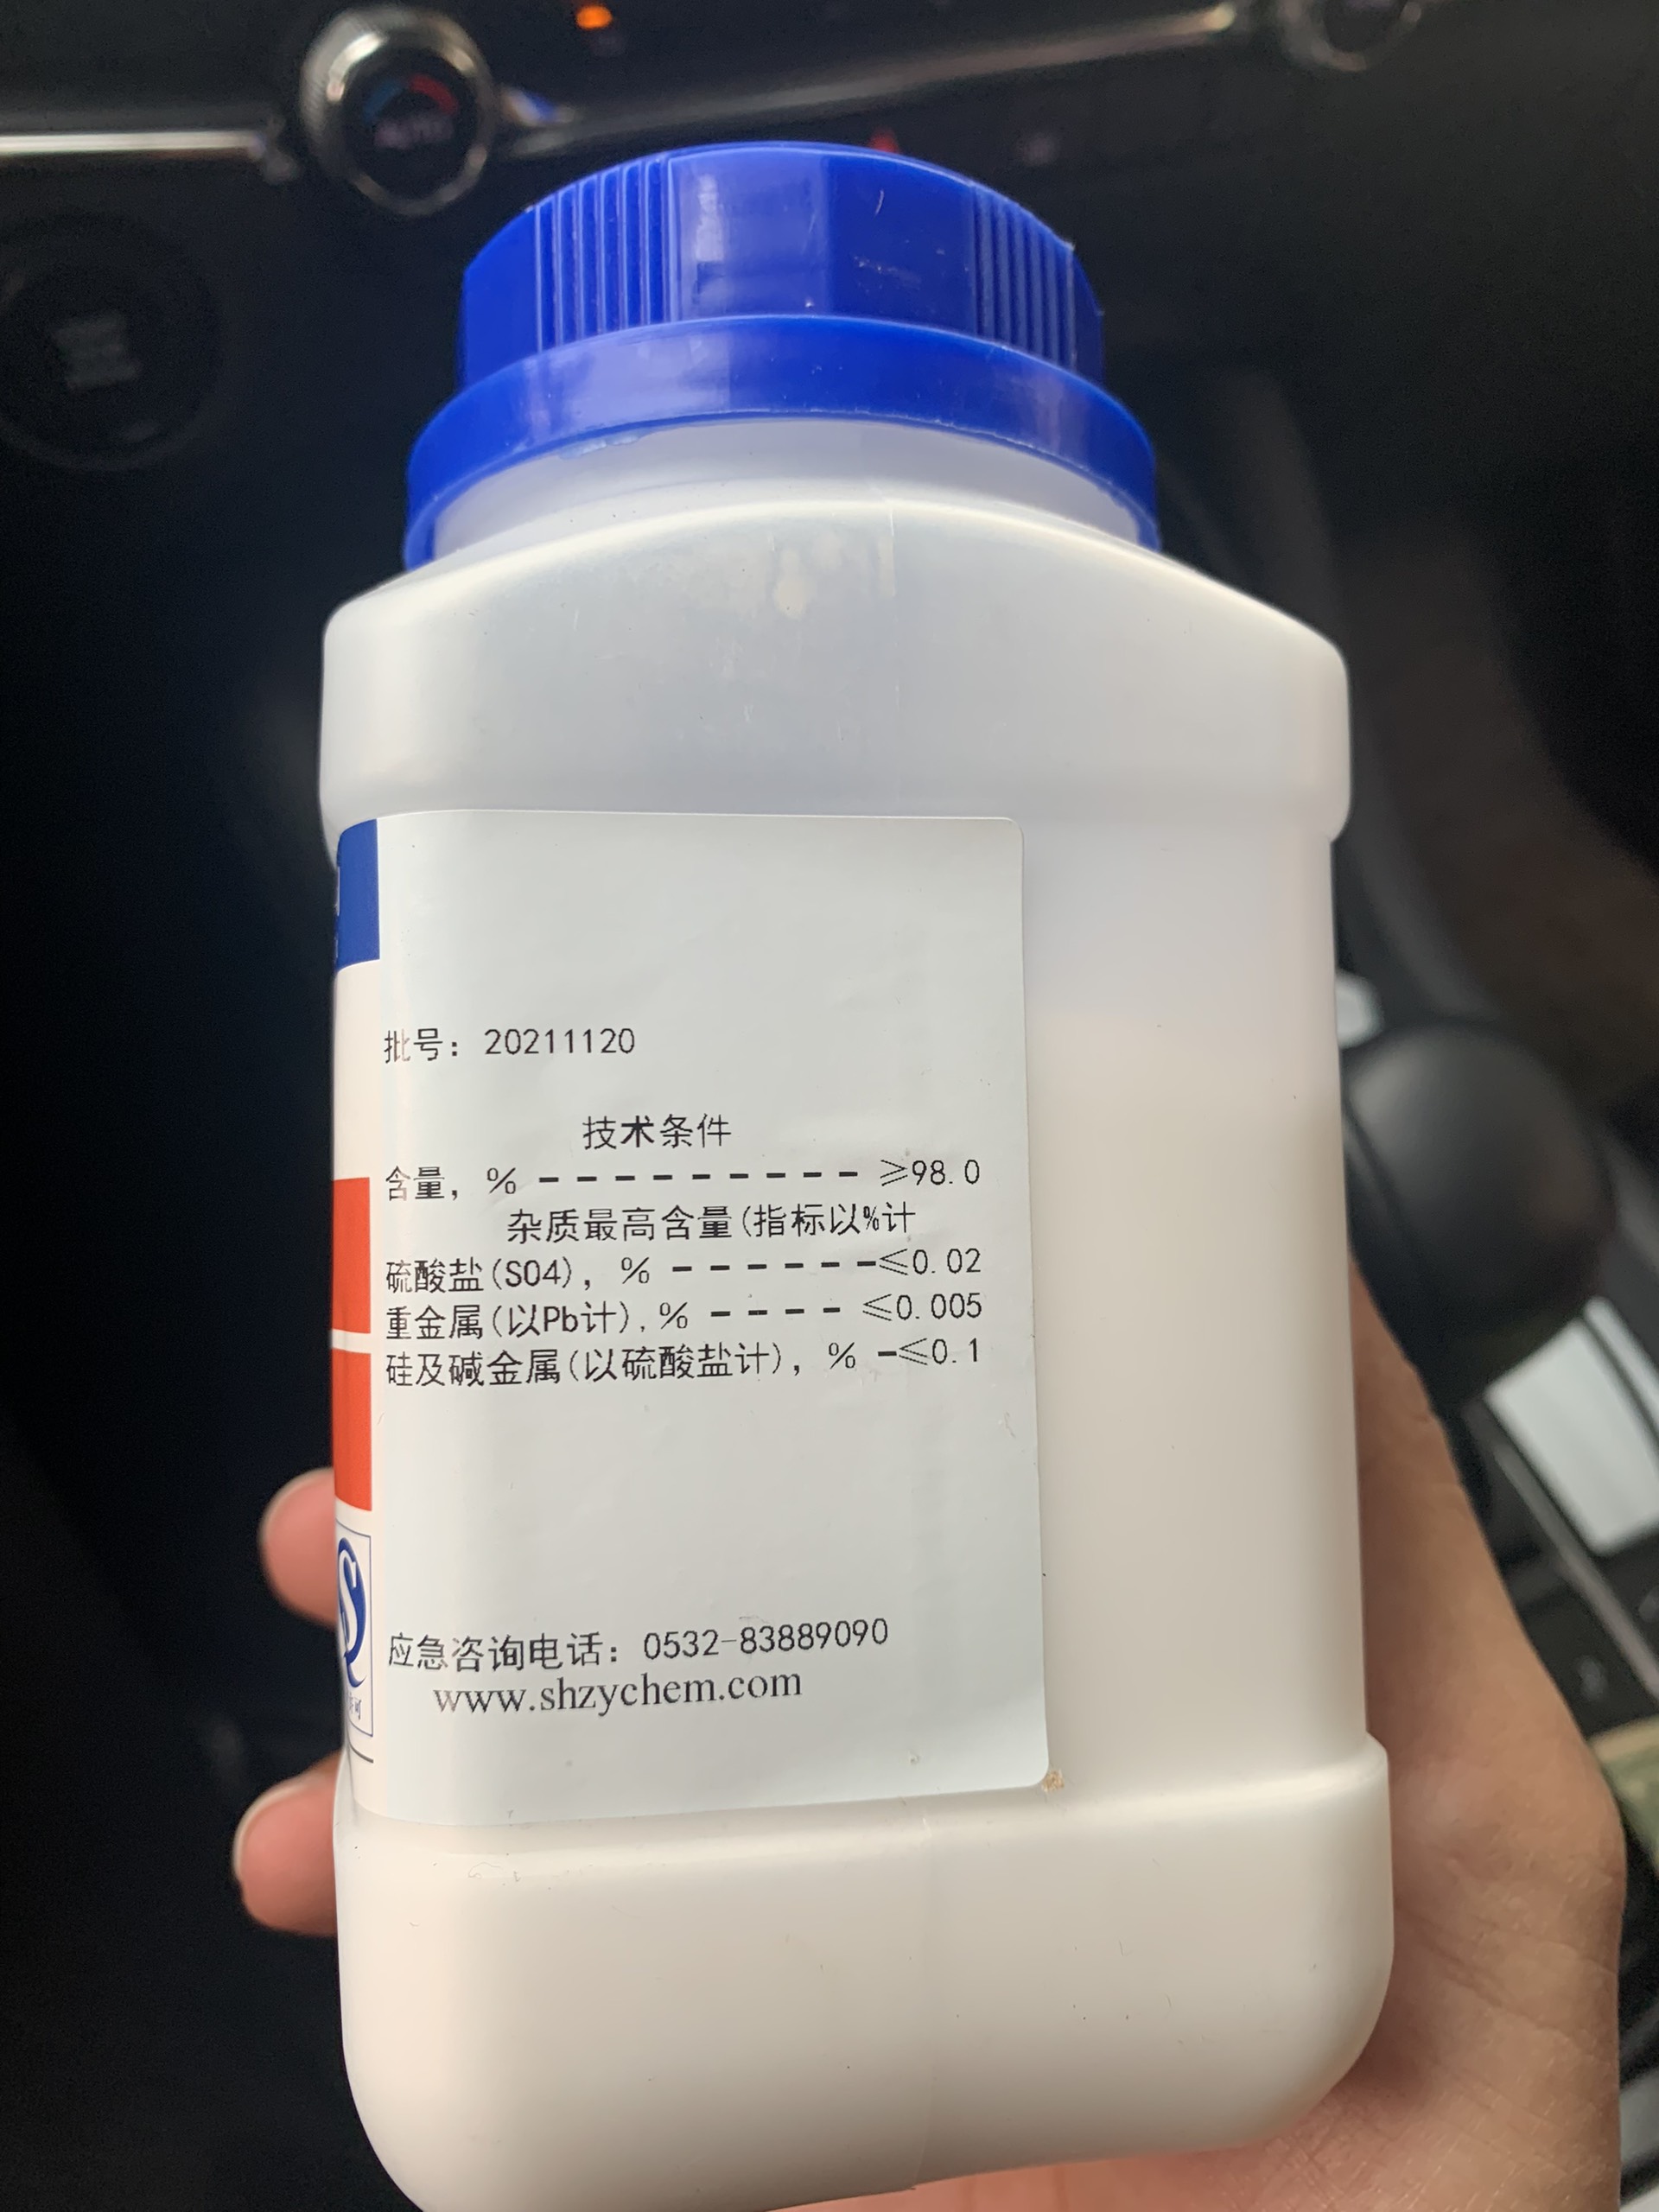 AUTO
批号：20211120
技术条件
含量，% - - - - - - - - - ≥98.0
杂质最高含量(指标以%计
硫酸盐(SO4)，% - - - - - -≤0.02
重金属(以Pb计),% - - - - ≤0.005
硅及碱金属(以硫酸盐计)，% -≤0.1
应急咨询电话：0532-83889090
www.shzychem.com